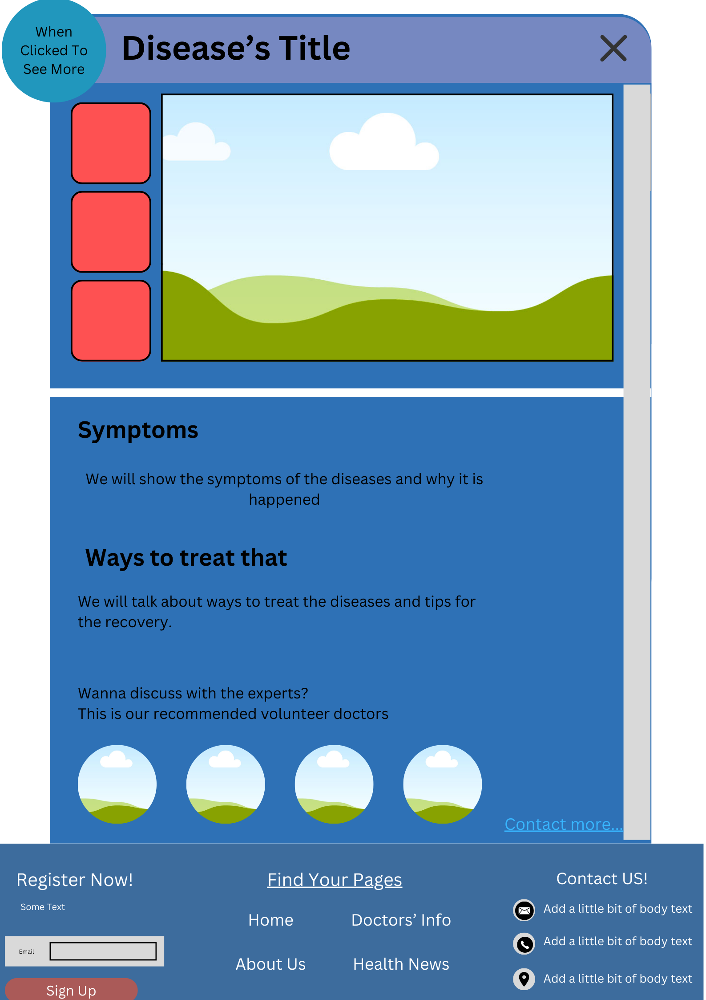 When
Clicked To
See More
Disease’s Title
Symptoms
We will show the symptoms of the diseases and why it is
happened
Ways to treat that
We will talk about ways to treat the diseases and tips for
the recovery.
Wanna discuss with the experts?
This is our recommended volunteer doctors
Contact more...
Register Now!
Some Text
Email
Sign Up
Find Your Pages
Home
Doctors’ Info
About Us
Health News
Contact US!
Add a little bit of body text
Add a little bit of body text
Add a little bit of body text